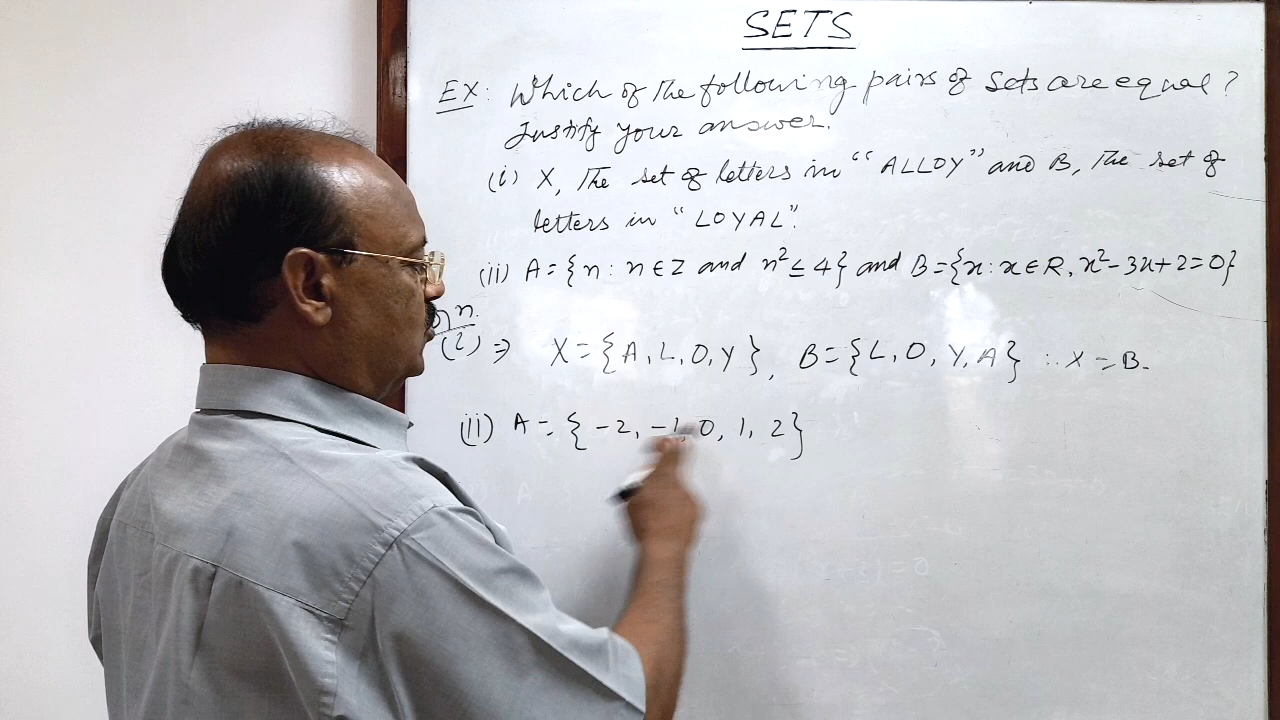 SETS
EX: Which of the following pairs of sets are equal?
Justify your answer.
(i) X, The set of letters in "ALLOY" and B, The set of
letters in "LOYAL".
(ii) A = {n : n ∈ Z and n² ≤ 4} and B = {x : x ∈ R, x² - 3x + 2 = 0}
(i) ⇒ X = {A, L, O, Y}, B = {L, O, Y, A} ∴ X = B.
(ii) A = {-2, -1, 0, 1, 2}